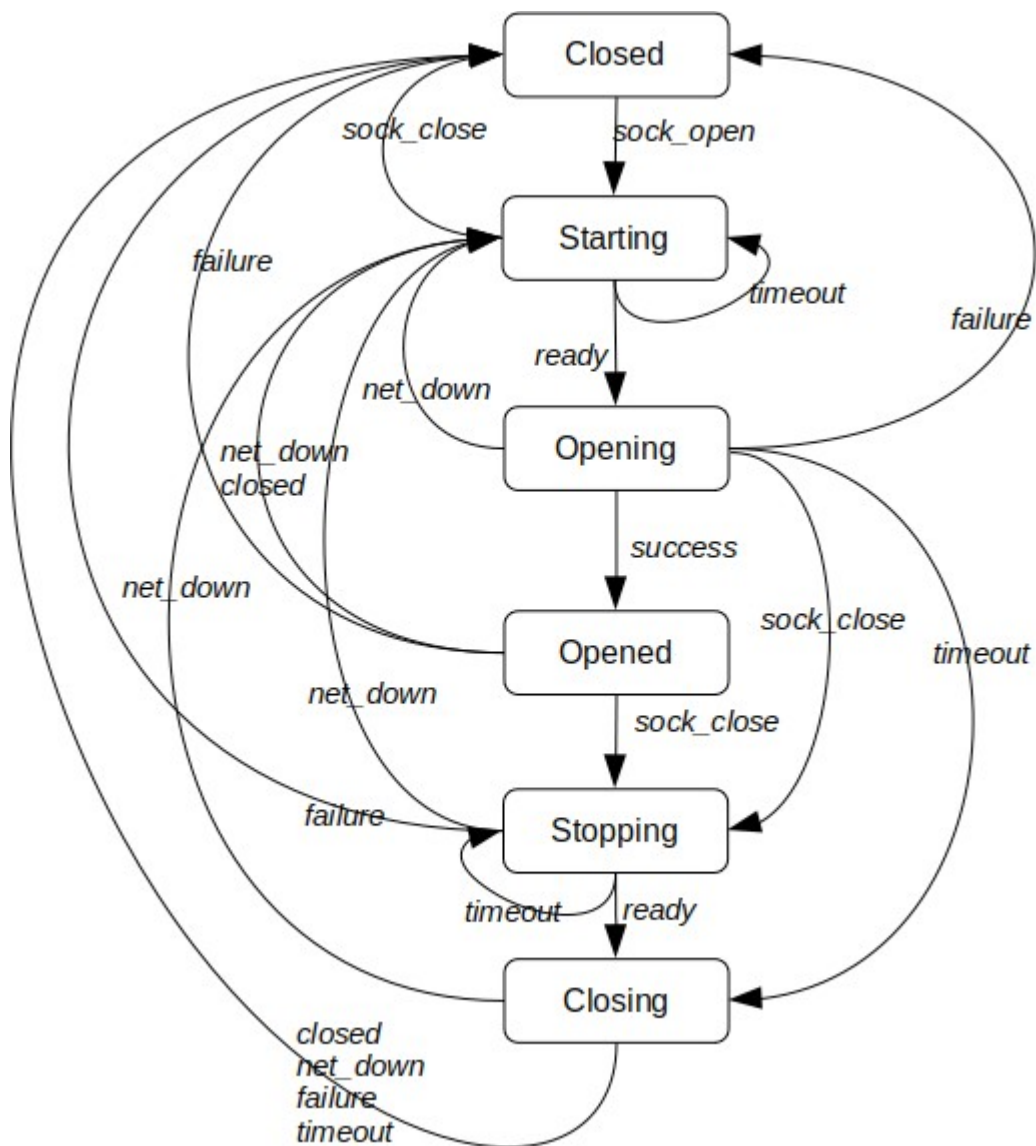 Closed
sock_close
sock_open
Starting
failure
timeout
failure
ready
net_down
Opening
net_down
closed
success
net_down
sock_close
Opened
timeout
net_down
sock_close
failure
Stopping
timeout
ready
Closing
closed
net_down
failure
timeout